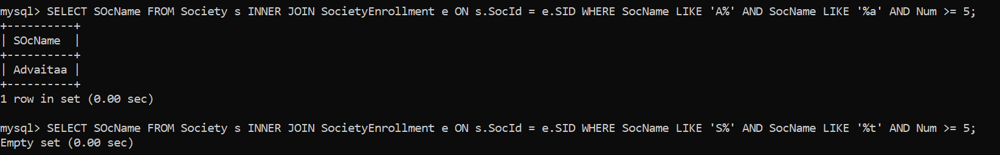 mysql> SELECT SOcName FROM Society s INNER JOIN SocietyEnrollment e ON s.SocId = e.SID WHERE SocName LIKE 'A%' AND SocName LIKE '%a' AND Num >= 5;
+----------+
| SOcName  |
+----------+
| Advaitaa |
+----------+
1 row in set (0.00 sec)

mysql> SELECT SOcName FROM Society s INNER JOIN SocietyEnrollment e ON s.SocId = e.SID WHERE SocName LIKE 'S%' AND SocName LIKE '%t' AND Num >= 5;
Empty set (0.00 sec)